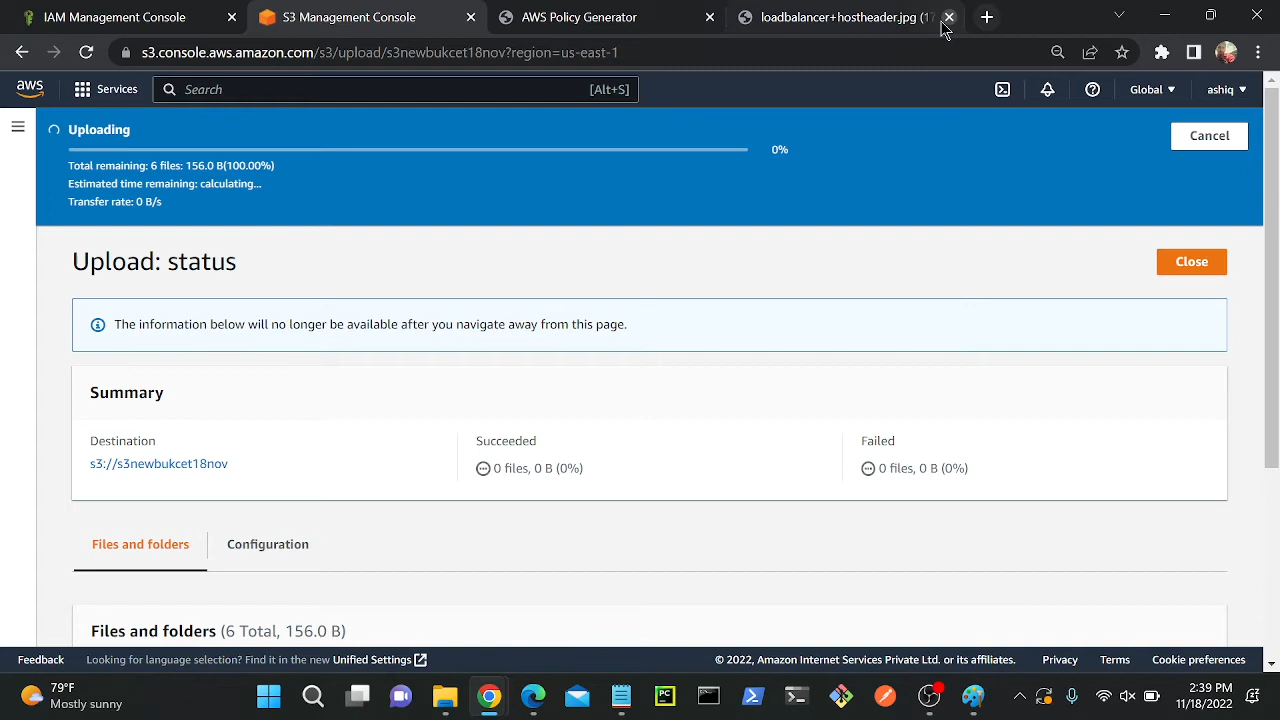 IAM Management Console
S3 Management Console
AWS Policy Generator
loadbalancer+hostheader.jpg (17
s3.console.aws.amazon.com/s3/upload/s3newbukcet18nov?region=us-east-1
aws
Services
Search
[Alt+S]
Global
ashiq
Uploading
Cancel
0%
Total remaining: 6 files: 156.0 B(100.00%)
Estimated time remaining: calculating...
Transfer rate: 0 B/s
Upload: status
Close
The information below will no longer be available after you navigate away from this page.
Summary
Destination
s3://s3newbukcet18nov
Succeeded
0 files, 0 B (0%)
Failed
0 files, 0 B (0%)
Files and folders
Configuration
Files and folders (6 Total, 156.0 B)
Feedback
Looking for language selection? Find it in the new Unified Settings
© 2022, Amazon Internet Services Private Ltd. or its affiliates.
Privacy
Terms
Cookie preferences
79°F
Mostly sunny
PC
2:39 PM
11/18/2022